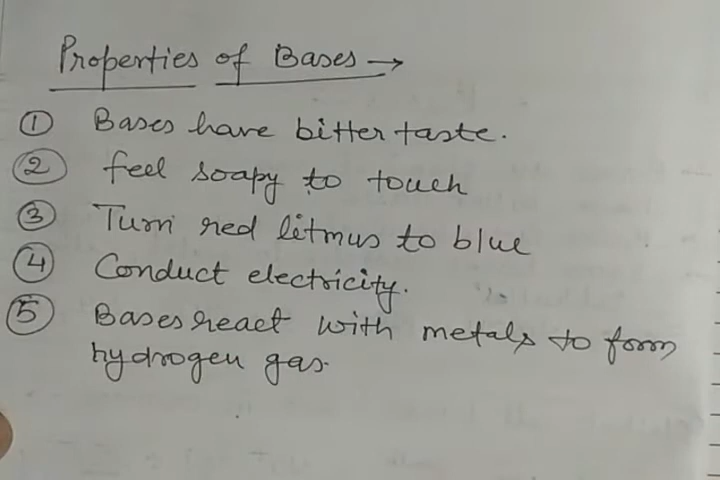 Properties of Bases →
① Bases have bitter taste.
② feel soapy to touch
③ Turn red litmus to blue
④ Conduct electricity.
⑤ Bases react with metals to form
hydrogen gas.